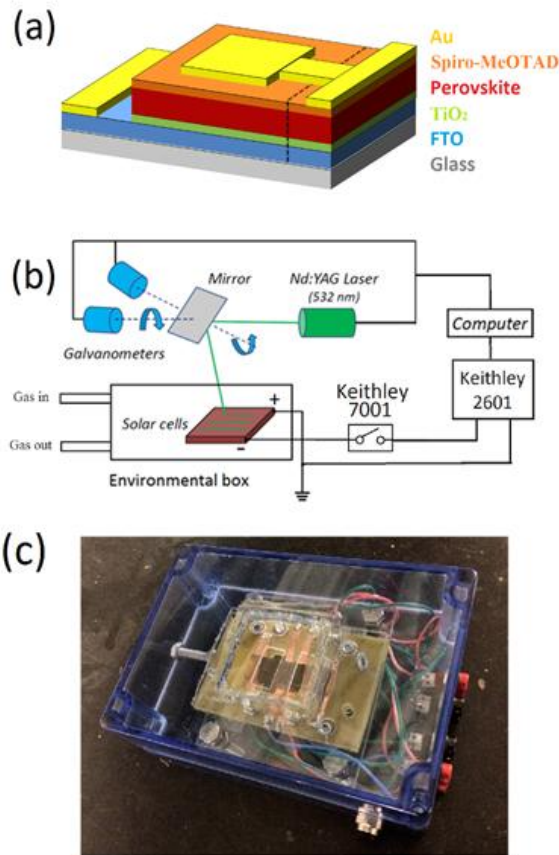 (a)
Au
Spiro-MeOTAD
Perovskite
TiO₂
FTO
Glass
(b)
Mirror
Nd:YAG Laser
(532 nm)
Computer
Galvanometers
Keithley
2601
Keithley
7001
Gas in
Solar cells
+
-
Gas out
Environmental box
(c)